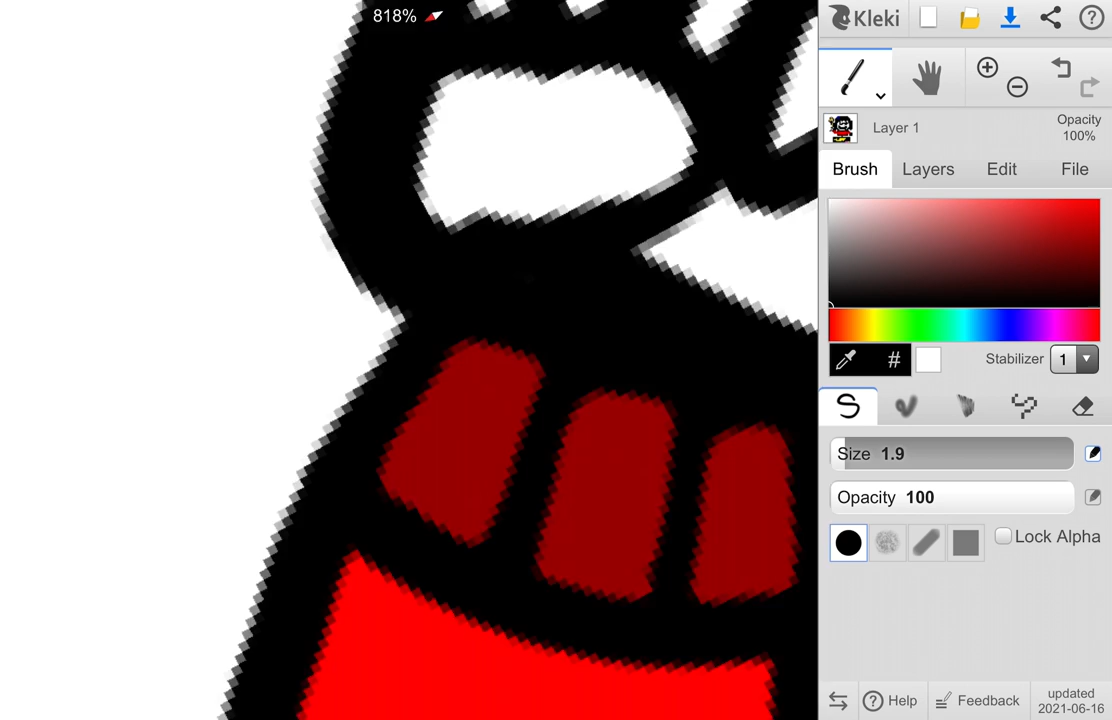 818%
Kleki
Layer 1
Opacity
100%
Brush Layers Edit File
# Stabilizer 1
Size 1.9
Opacity 100
Lock Alpha
Help Feedback updated
2021-06-16